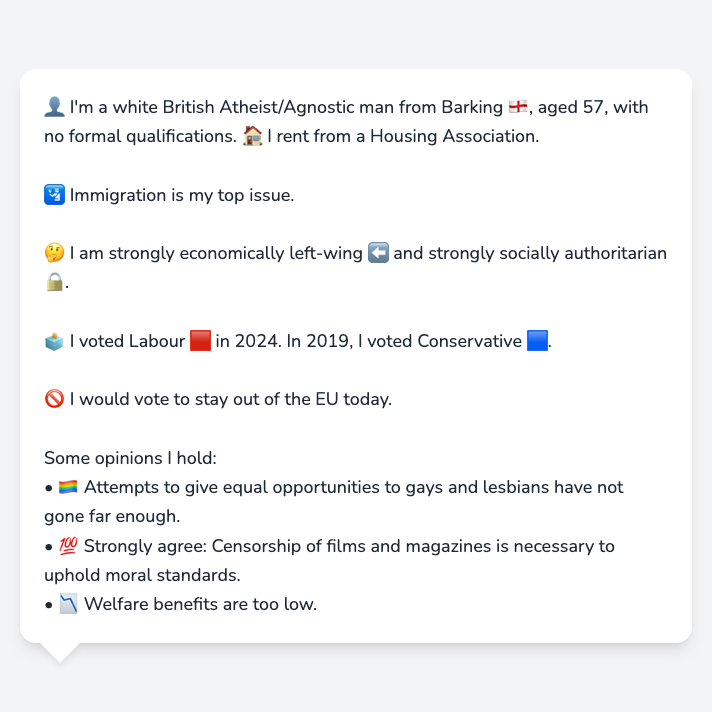 👤 I'm a white British Atheist/Agnostic man from Barking 🏴󠁧󠁢󠁥󠁮󠁧󠁿, aged 57, with
no formal qualifications. 🏠 I rent from a Housing Association.
🛂 Immigration is my top issue.
🤔 I am strongly economically left-wing ⬅️ and strongly socially authoritarian
🔒.
🗳️ I voted Labour 🟥 in 2024. In 2019, I voted Conservative 🟦.
🚫 I would vote to stay out of the EU today.
Some opinions I hold:
• 🏳️‍🌈 Attempts to give equal opportunities to gays and lesbians have not
gone far enough.
• 💯 Strongly agree: Censorship of films and magazines is necessary to
uphold moral standards.
• 📉 Welfare benefits are too low.